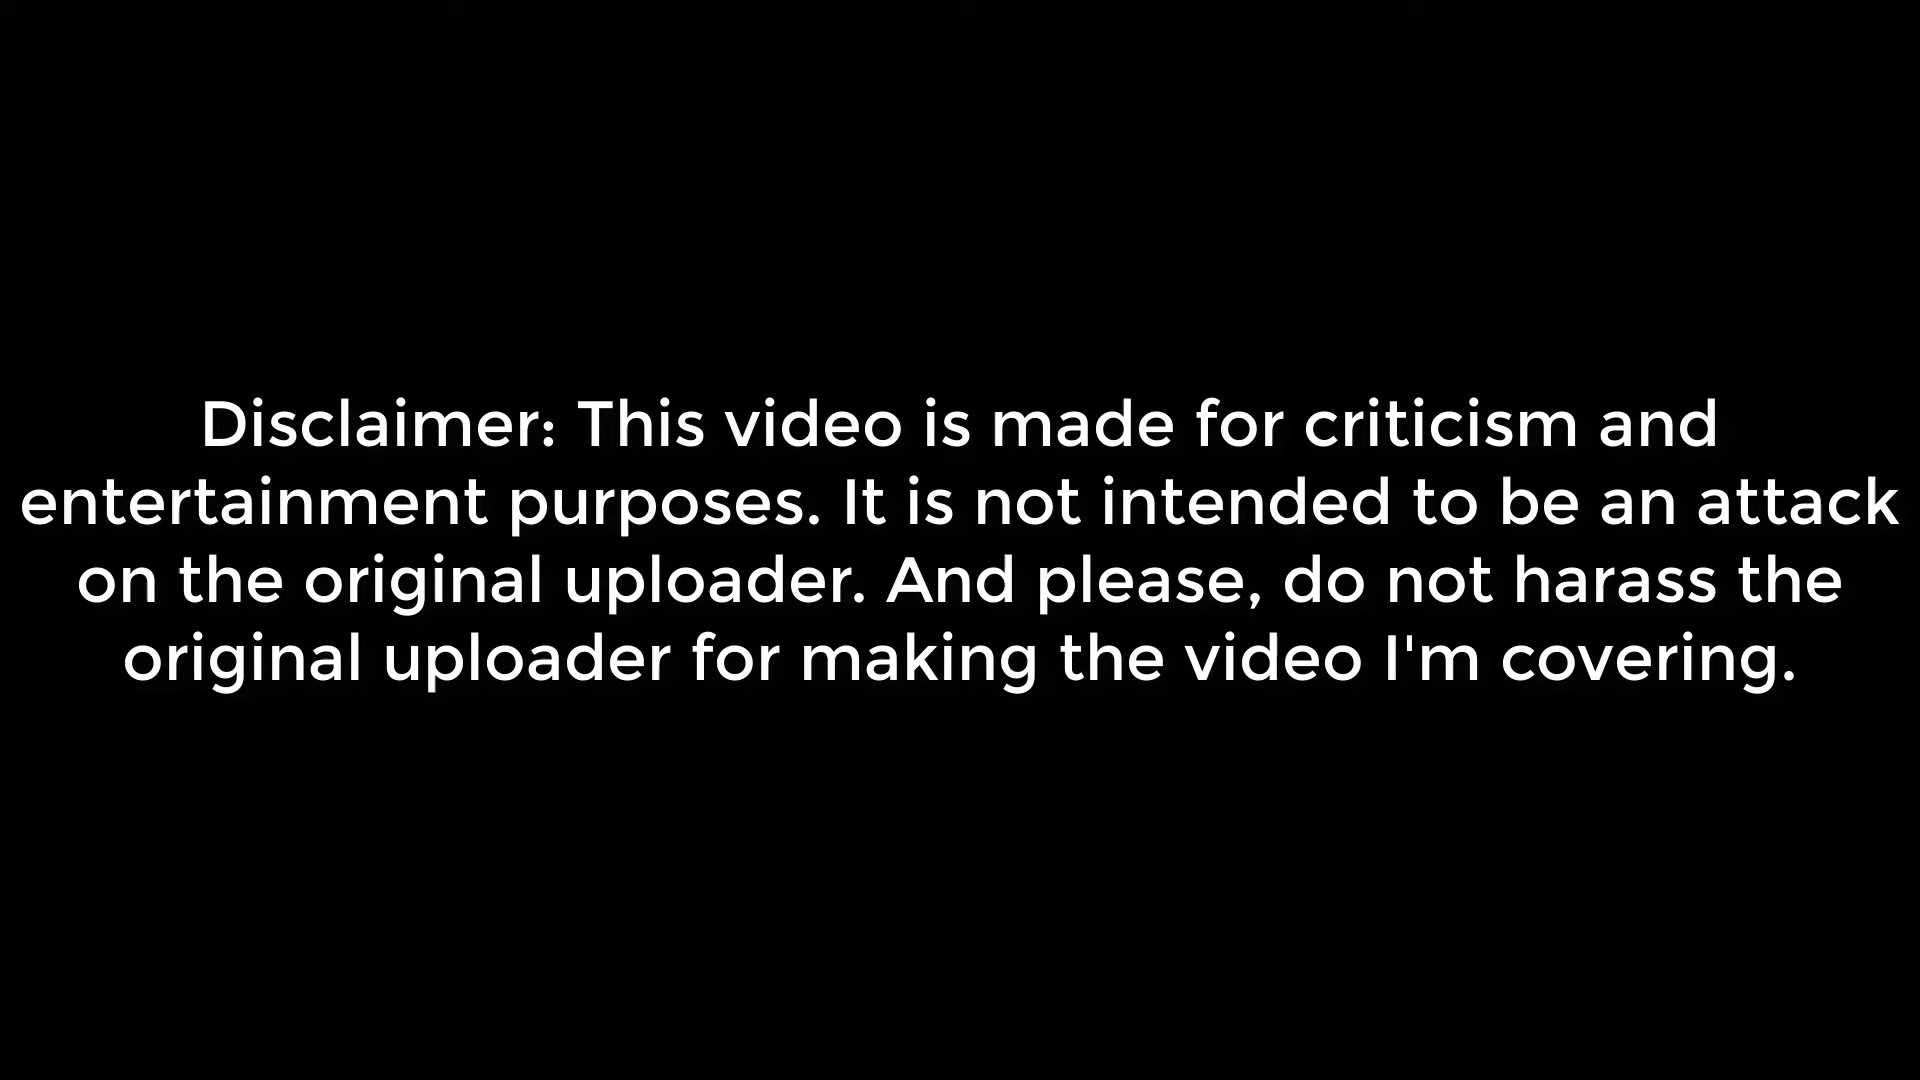 Disclaimer: This video is made for criticism and
entertainment purposes. It is not intended to be an attack
on the original uploader. And please, do not harass the
original uploader for making the video I'm covering.